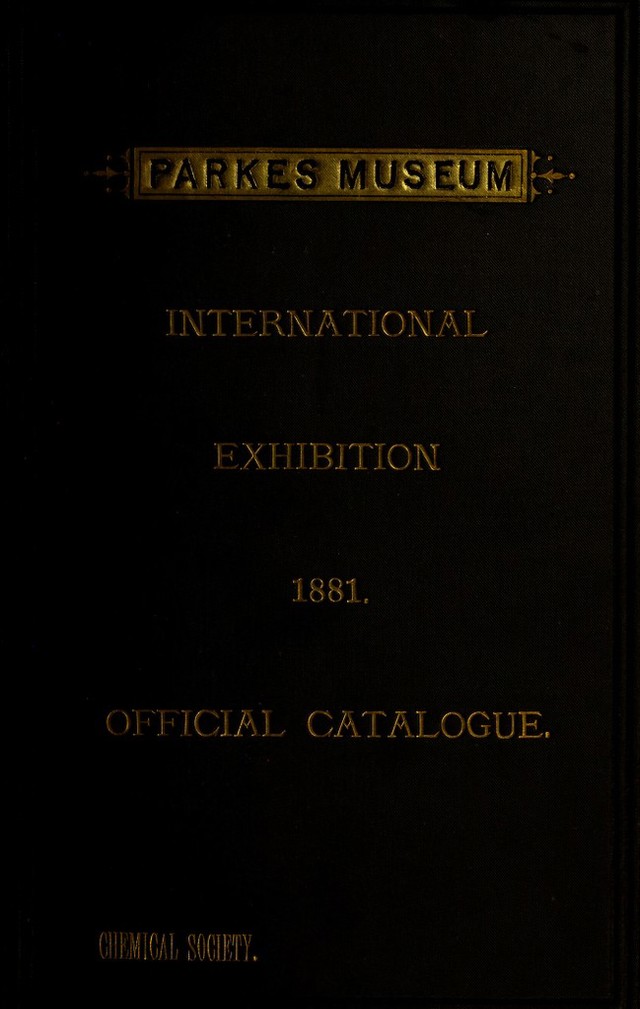 PARKES MUSEUM
INTERNATIONAL
EXHIBITION
1881.
OFFICIAL CATALOGUE.
CHEMICAL SOCIETY.